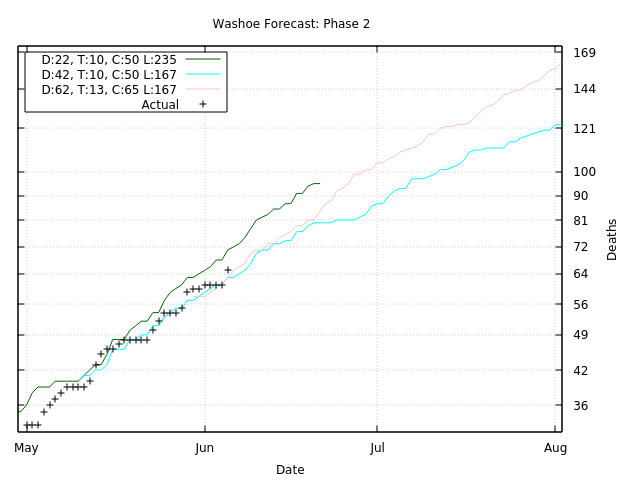 Washoe Forecast: Phase 2
D:22, T:10, C:50 L:235
D:42, T:10, C:50 L:167
D:62, T:13, C:65 L:167
Actual
169
144
121
100
90
81
72
64
56
49
42
36
Deaths
May Jun Jul Aug
Date